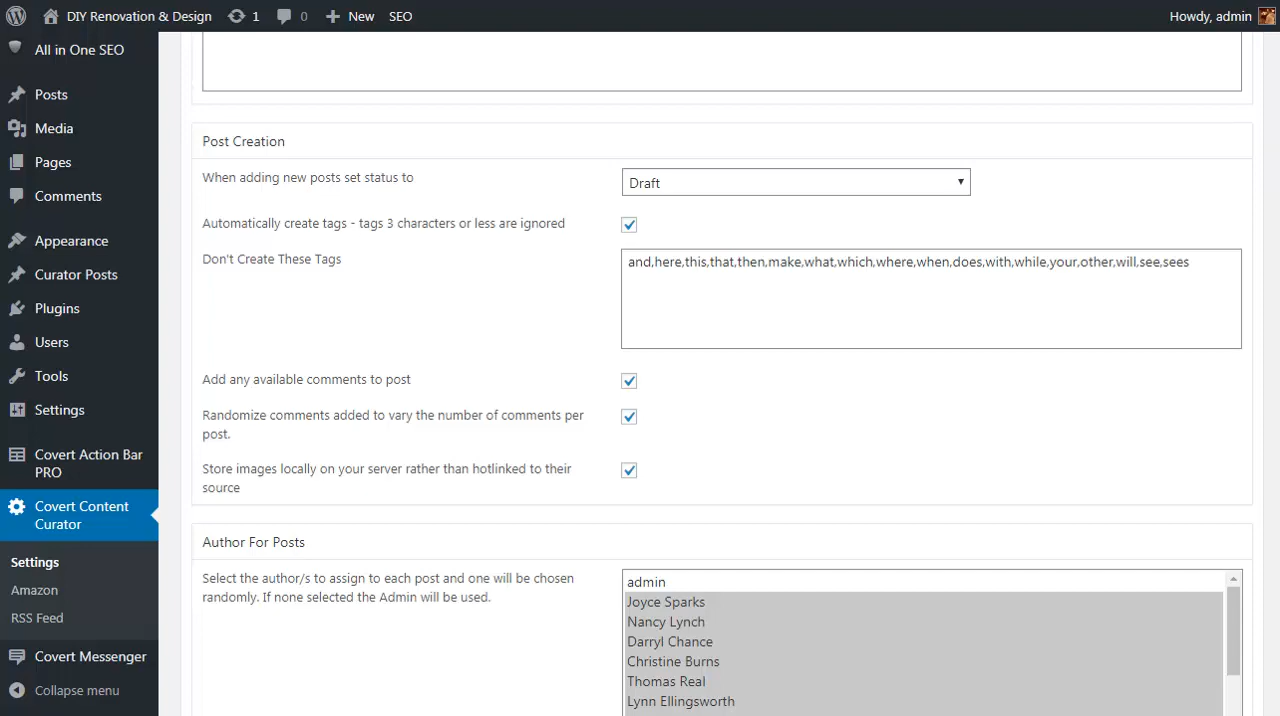 DIY Renovation & Design 1 0 New SEO Howdy, admin
All in One SEO
Posts
Media
Pages
Comments
Appearance
Curator Posts
Plugins
Users
Tools
Settings
Covert Action Bar
PRO
Covert Content
Curator
Settings
Amazon
RSS Feed
Covert Messenger
Collapse menu
Post Creation
When adding new posts set status to
Draft
Automatically create tags - tags 3 characters or less are ignored
Don't Create These Tags
and,here,this,that,then,make,what,which,where,when,does,with,while,your,other,will,see,sees
Add any available comments to post
Randomize comments added to vary the number of comments per
post.
Store images locally on your server rather than hotlinked to their
source
Author For Posts
Select the author/s to assign to each post and one will be chosen
randomly. If none selected the Admin will be used.
admin
Joyce Sparks
Nancy Lynch
Darryl Chance
Christine Burns
Thomas Real
Lynn Ellingsworth